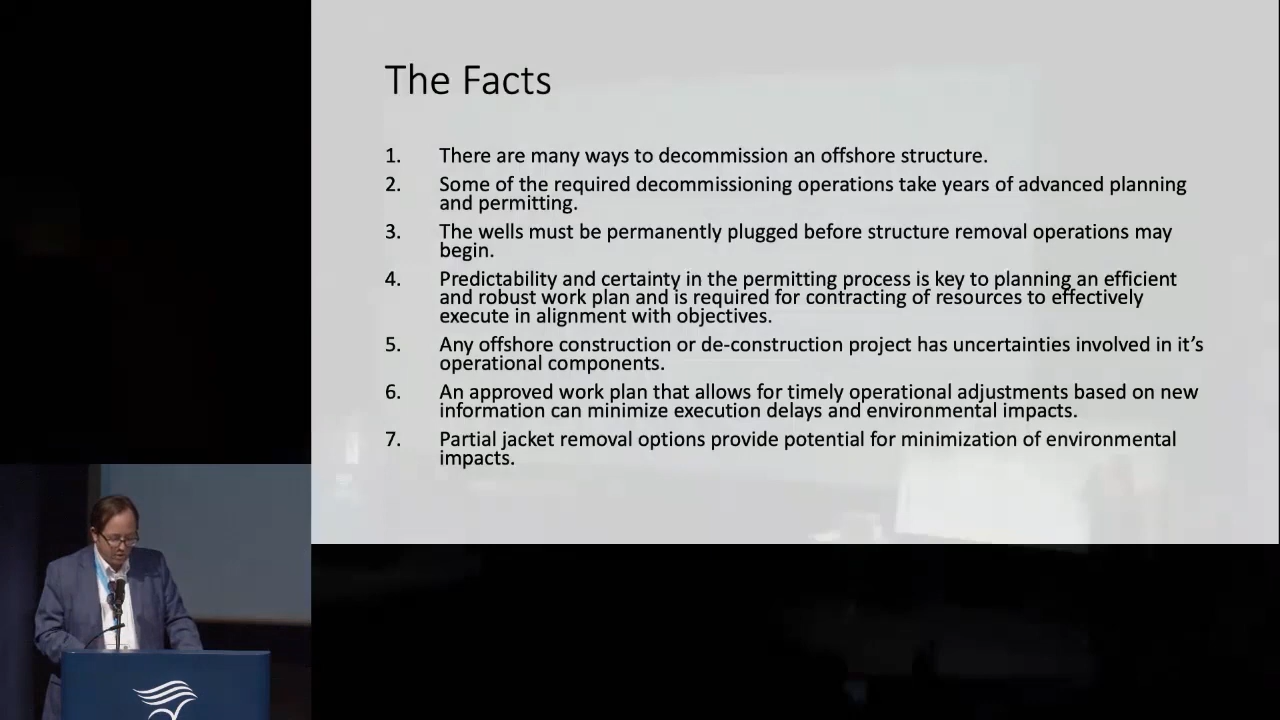 The Facts
1. There are many ways to decommission an offshore structure.
2. Some of the required decommissioning operations take years of advanced planning
and permitting.
3. The wells must be permanently plugged before structure removal operations may
begin.
4. Predictability and certainty in the permitting process is key to planning an efficient
and robust work plan and is required for contracting of resources to effectively
execute in alignment with objectives.
5. Any offshore construction or de-construction project has uncertainties involved in it’s
operational components.
6. An approved work plan that allows for timely operational adjustments based on new
information can minimize execution delays and environmental impacts.
7. Partial jacket removal options provide potential for minimization of environmental
impacts.